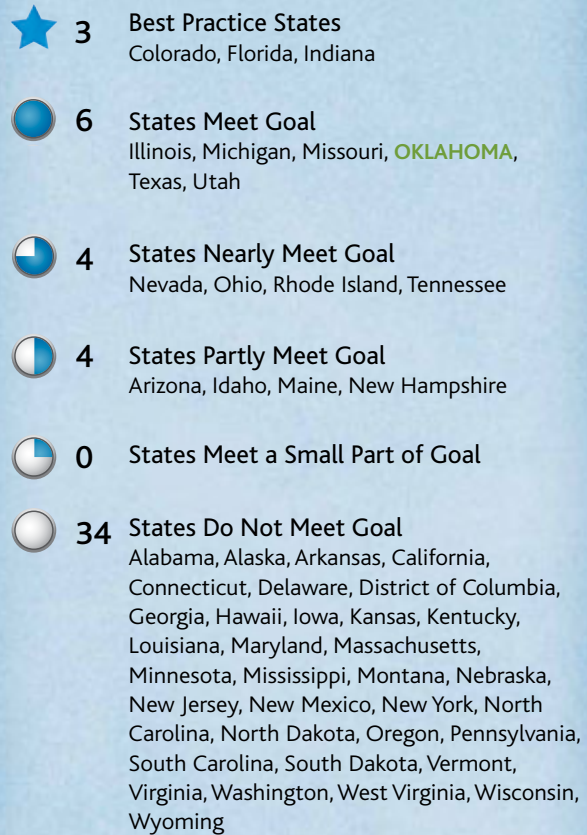 3 Best Practice States
Colorado, Florida, Indiana
6 States Meet Goal
Illinois, Michigan, Missouri, OKLAHOMA,
Texas, Utah
4 States Nearly Meet Goal
Nevada, Ohio, Rhode Island, Tennessee
4 States Partly Meet Goal
Arizona, Idaho, Maine, New Hampshire
0 States Meet a Small Part of Goal
34 States Do Not Meet Goal
Alabama, Alaska, Arkansas, California,
Connecticut, Delaware, District of Columbia,
Georgia, Hawaii, Iowa, Kansas, Kentucky,
Louisiana, Maryland, Massachusetts,
Minnesota, Mississippi, Montana, Nebraska,
New Jersey, New Mexico, New York, North
Carolina, North Dakota, Oregon, Pennsylvania,
South Carolina, South Dakota, Vermont,
Virginia, Washington, West Virginia, Wisconsin,
Wyoming